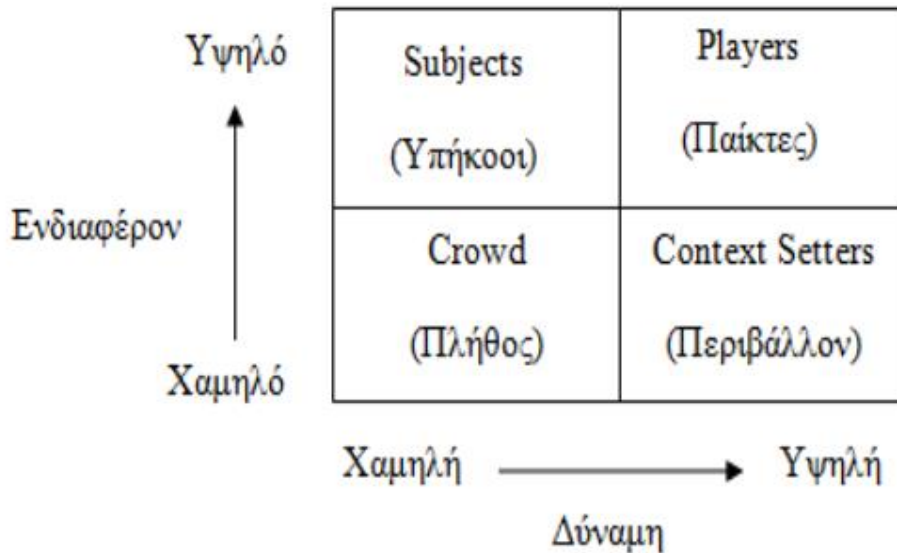 Υψηλό
Subjects
(Υπήκοοι)
Players
(Παίκτες)
Ενδιαφέρον
Crowd
(Πλήθος)
Context Setters
(Περιβάλλον)
Χαμηλό
Χαμηλή
Υψηλή
Δύναμη